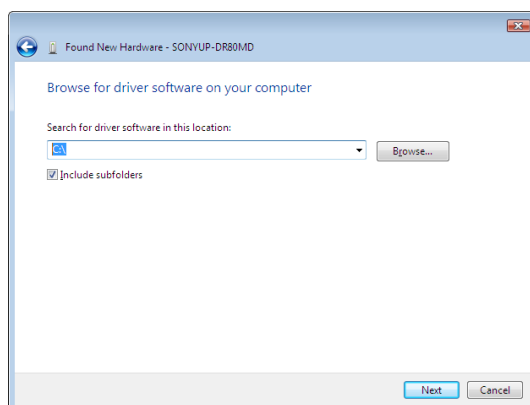 Found New Hardware - SONYUP-DR80MD
Browse for driver software on your computer
Search for driver software in this location:
C:\
Browse...
Include subfolders
Next Cancel